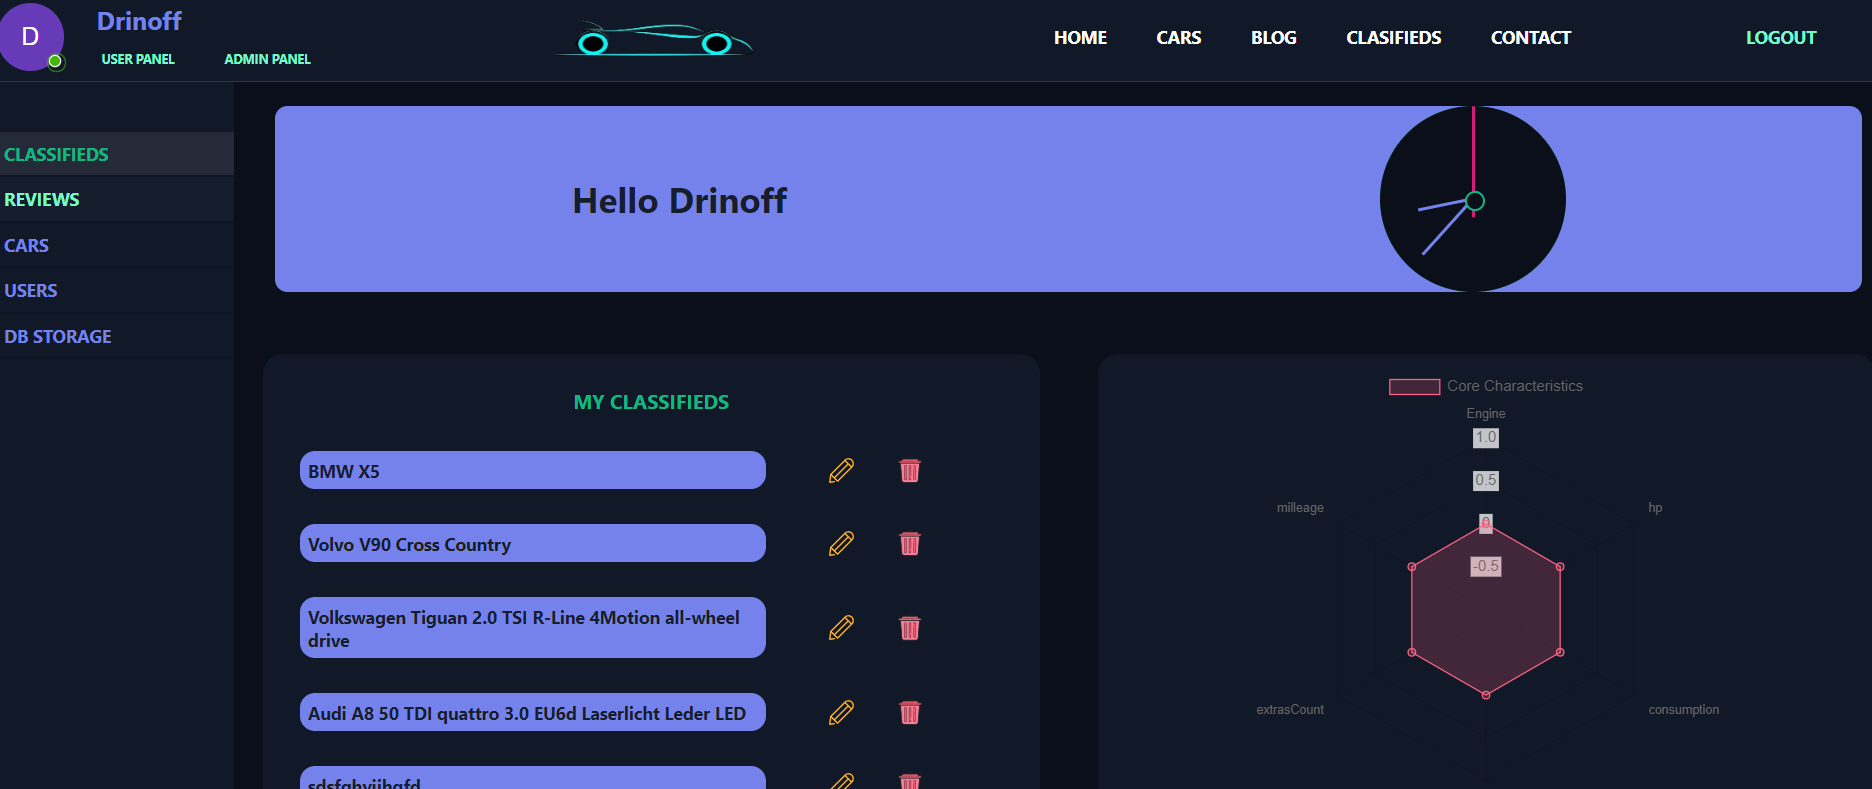 D
Drinoff
USER PANEL
ADMIN PANEL
HOME
CARS
BLOG
CLASIFIEDS
CONTACT
LOGOUT
CLASSIFIEDS
REVIEWS
CARS
USERS
DB STORAGE
Hello Drinoff
MY CLASSIFIEDS
BMW X5
Volvo V90 Cross Country
Volkswagen Tiguan 2.0 TSI R-Line 4Motion all-wheel
drive
Audi A8 50 TDI quattro 3.0 EU6d Laserlicht Leder LED
Core Characteristics
Engine
1.0
0.5
0
-0.5
milleage
hp
extrasCount
consumption